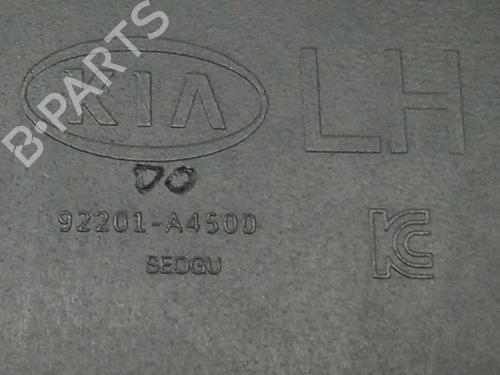 KIA LH
DO
92201-A4500
SEOGU
KC
B-PARTS